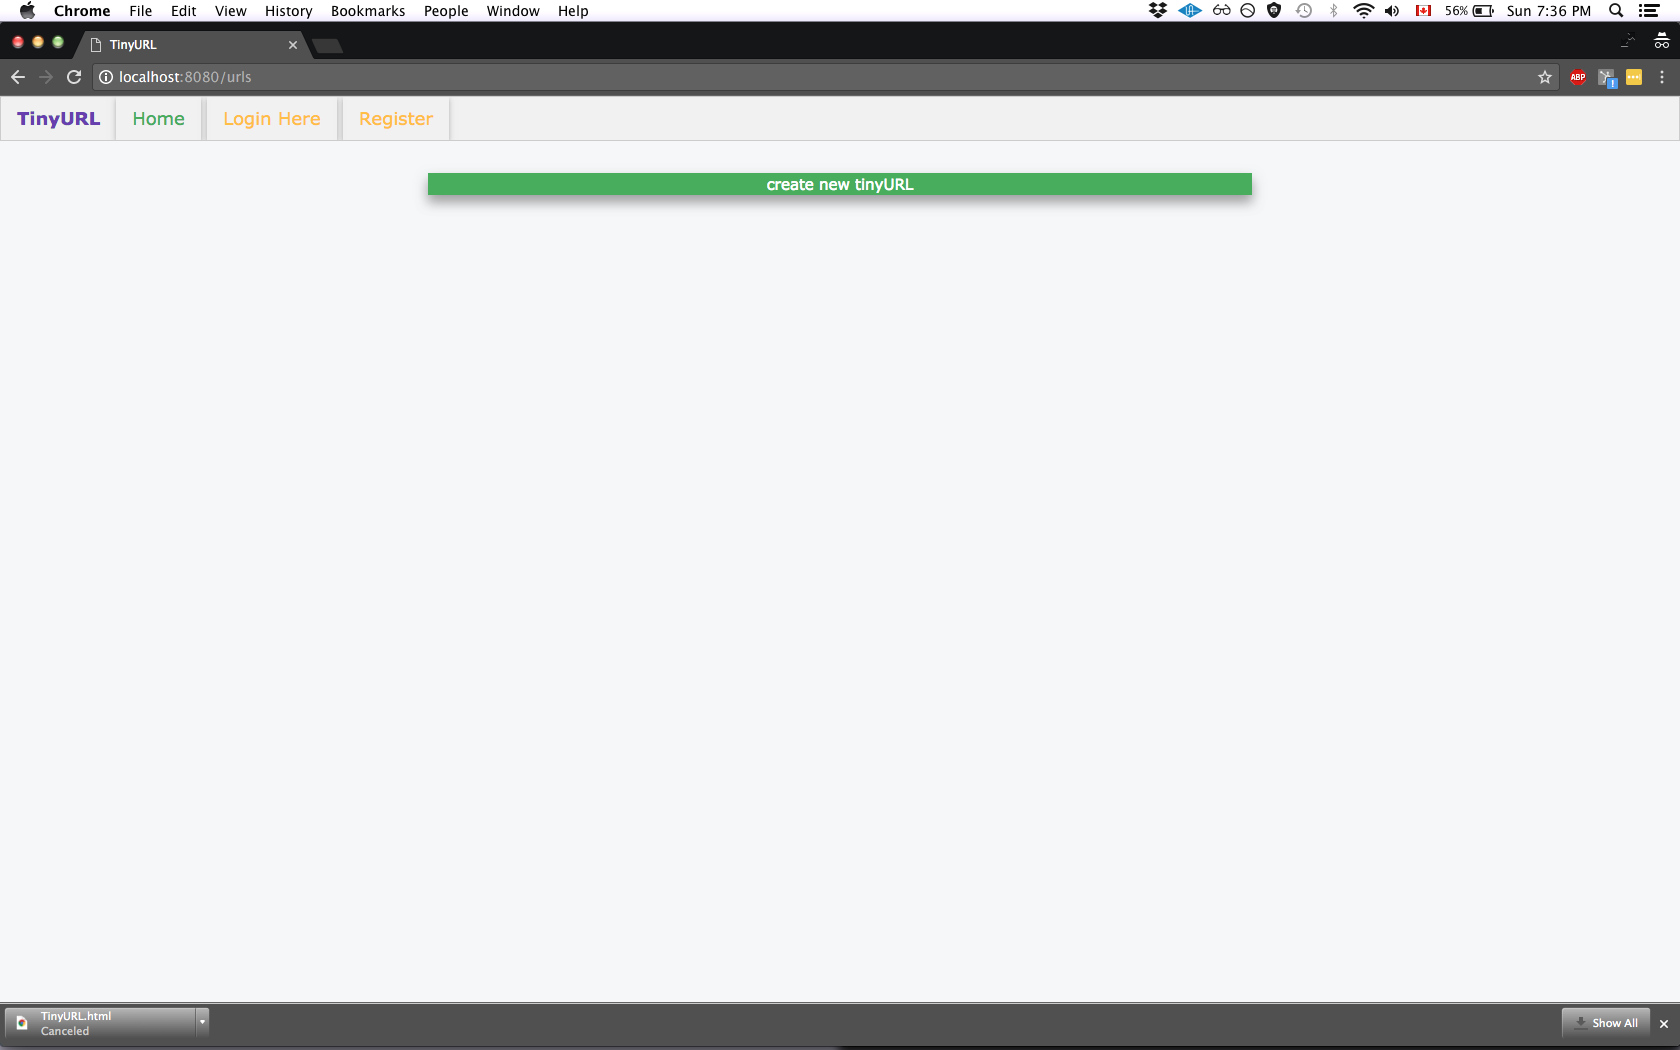 Chrome File Edit View History Bookmarks People Window Help 56% Sun 7:36 PM
TinyURL
localhost:8080/urls ABP
TinyURL Home Login Here Register
create new tinyURL
TinyURL.html
Canceled
Show All